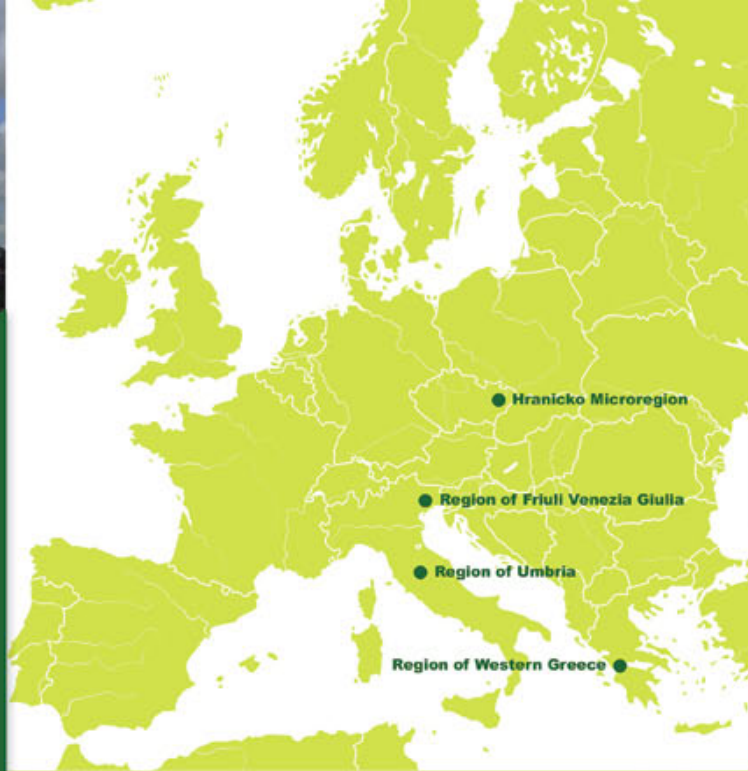 Hranicko Microregion
Region of Friuli Venezia Giulia
Region of Umbria
Region of Western Greece